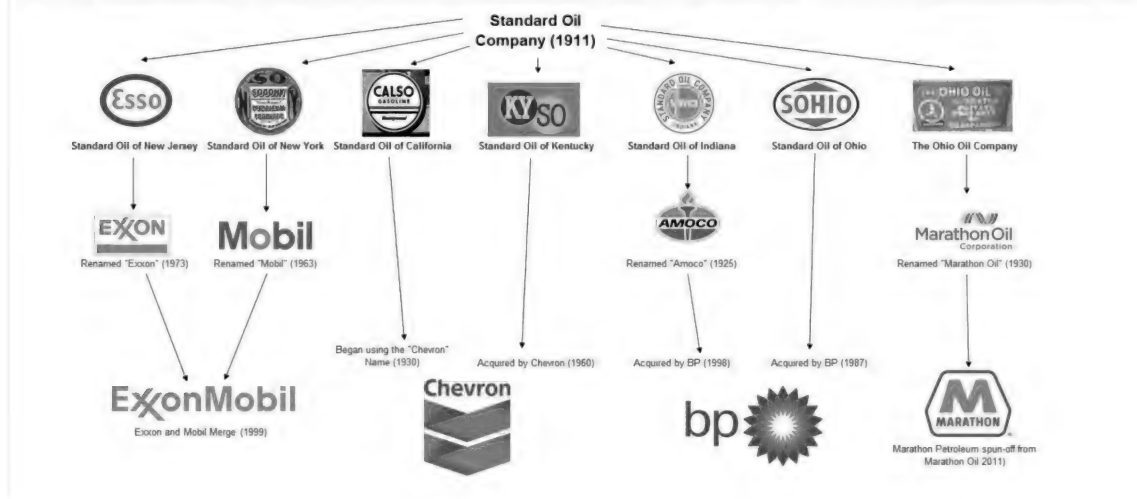 Standard Oil
Company (1911)
Esso
SO
SOCONY
CALSO
GASOLINE
KYSO
STANDARD OIL COMPANY
INDIANA
SOHIO
THE OHIO OIL
Standard Oil of New Jersey
Standard Oil of New York
Standard Oil of California
Standard Oil of Kentucky
Standard Oil of Indiana
Standard Oil of Ohio
The Ohio Oil Company
EXXON
Mobil
AMOCO
MarathonOil
Corporation
Renamed "Exxon" (1973)
Renamed "Mobil" (1963)
Renamed "Amoco" (1925)
Renamed "Marathon Oil" (1930)
Began using the "Chevron"
Name (1930)
Acquired by Chevron (1960)
Acquired by BP (1998)
Acquired by BP (1987)
ExxonMobil
Exxon and Mobil Merge (1999)
Chevron
bp
M
MARATHON
Marathon Petroleum spun-off from
Marathon Oil 2011)